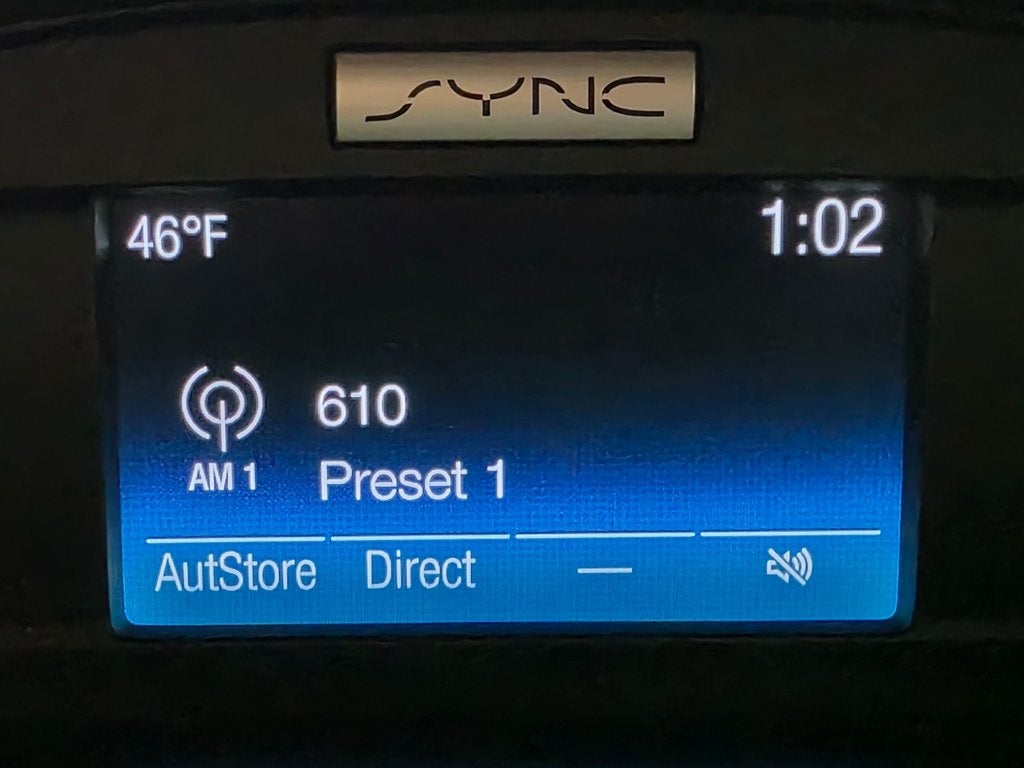 SYNC
46°F 1:02
610
AM 1 Preset 1
AutStore Direct —